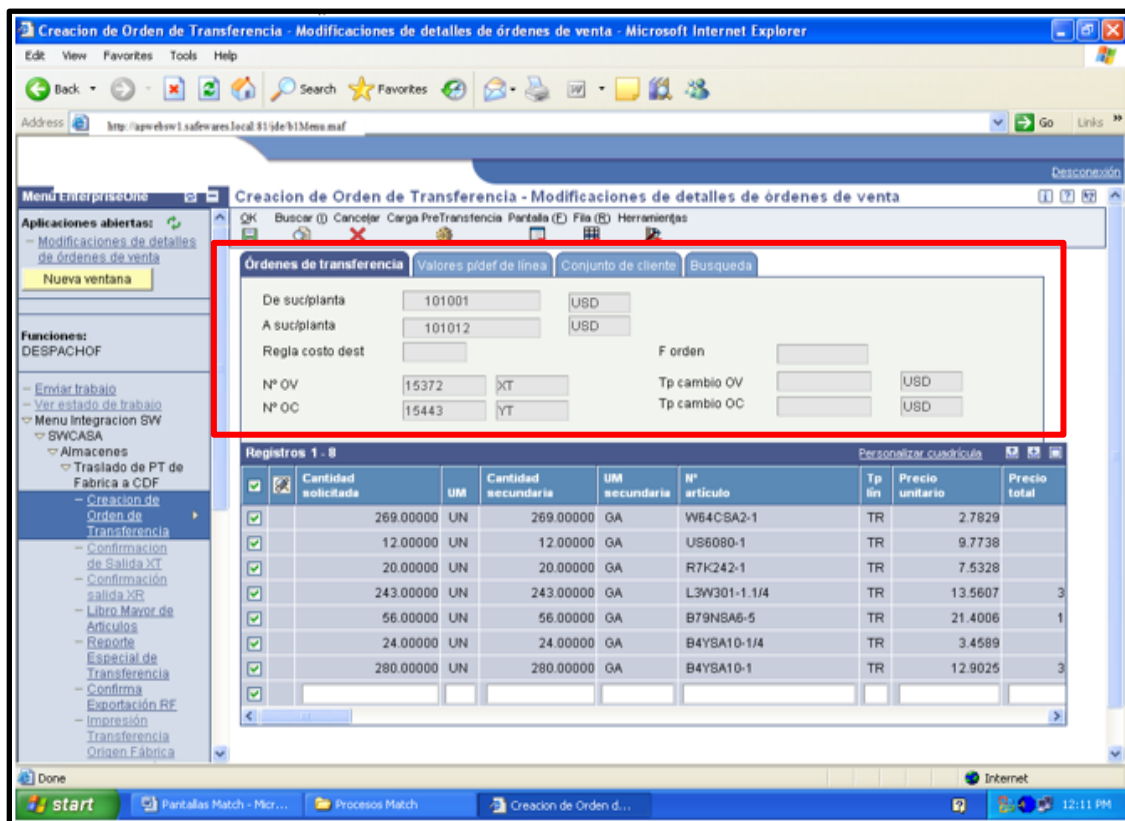 Creacion de Orden de Transferencia - Modificaciones de detalles de órdenes de venta - Microsoft Internet Explorer
Edit View Favorites Tools Help
Back Search Favorites
Address http://apwebsw1.safewares.local:81/jde/b1Menu.maf Go Links
Desconexión
Menú EnterpriseOne
Creacion de Orden de Transferencia - Modificaciones de detalles de órdenes de venta
Aplicaciones abiertas:
- Modificaciones de detalles
de órdenes de venta
Nueva ventana
Funciones:
DESPACHOF
- Enviar trabajo
- Ver estado de trabajo
Menu Integracion SW
SWCASA
Almacenes
Traslado de PT de
Fabrica a CDF
- Creacion de
Orden de
Transferencia
- Confirmacion
de Salida XT
- Confirmación
salida XR
- Libro Mayor de
Articulos
- Reporte
Especial de
Transferencia
- Confirma
Exportación RF
- Impresión
Transferencia
Origen Fábrica
OK Buscar (I) Cancelar Carga PreTranstencia Pantalla (F) Fila (R) Herramientas
Órdenes de transferencia Valores p/def de línea Conjunto de cliente Busqueda
De suc/planta 101001 USD
A suc/planta 101012 USD
Regla costo dest F orden
Nº OV 15372 XT Tp cambio OV USD
Nº OC 15443 YT Tp cambio OC USD
Registros 1 - 8 Personalizar cuadrícula
Cantidad solicitada UM Cantidad secundaria UM secundaria Nº artículo Tp lin Precio unitario Precio total
269.00000 UN 269.00000 GA W64CSA2-1 TR 2.7829
12.00000 UN 12.00000 GA US6080-1 TR 9.7738
20.00000 UN 20.00000 GA R7K242-1 TR 7.5328
243.00000 UN 243.00000 GA L3W301-1.1/4 TR 13.5607 3
56.00000 UN 56.00000 GA B79NSA6-5 TR 21.4006 1
24.00000 UN 24.00000 GA B4YSA10-1/4 TR 3.4589
280.00000 UN 280.00000 GA B4YSA10-1 TR 12.9025 3
Done Internet
start Pantallas Match - Micr... Procesos Match Creacion de Orden d... 12:11 PM